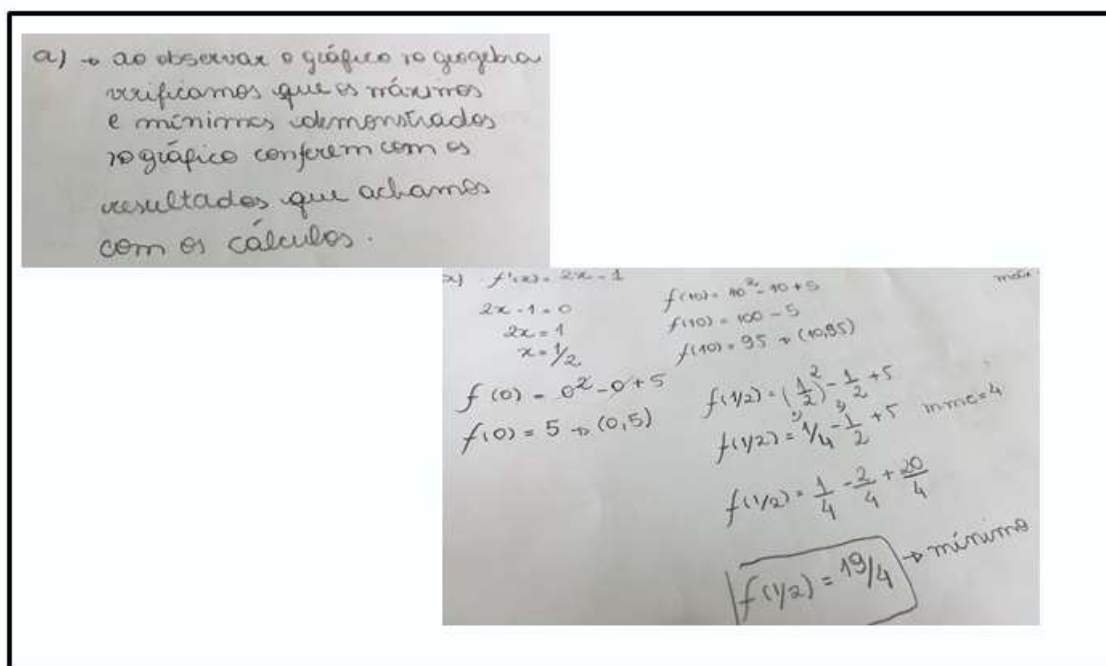 a) → ao observar o gráfico no geogebra
verificamos que os máximos
e mínimos demonstrados
no gráfico conferem com os
resultados que achamos
com os cálculos.
a) f'(x) = 2x - 1
2x - 1 = 0
2x = 1
x = 1/2
f(0) = 0² - 0 + 5
f(0) = 5 → (0,5)
f(10) = 10² - 10 + 5
f(10) = 100 - 5
f(10) = 95 → (10,95)
f(1/2) = (1/2)² - 1/2 + 5
f(1/2) = 1/4 - 1/2 + 5 mmc = 4
f(1/2) = 1/4 - 2/4 + 20/4
f(1/2) = 19/4 → mínimo